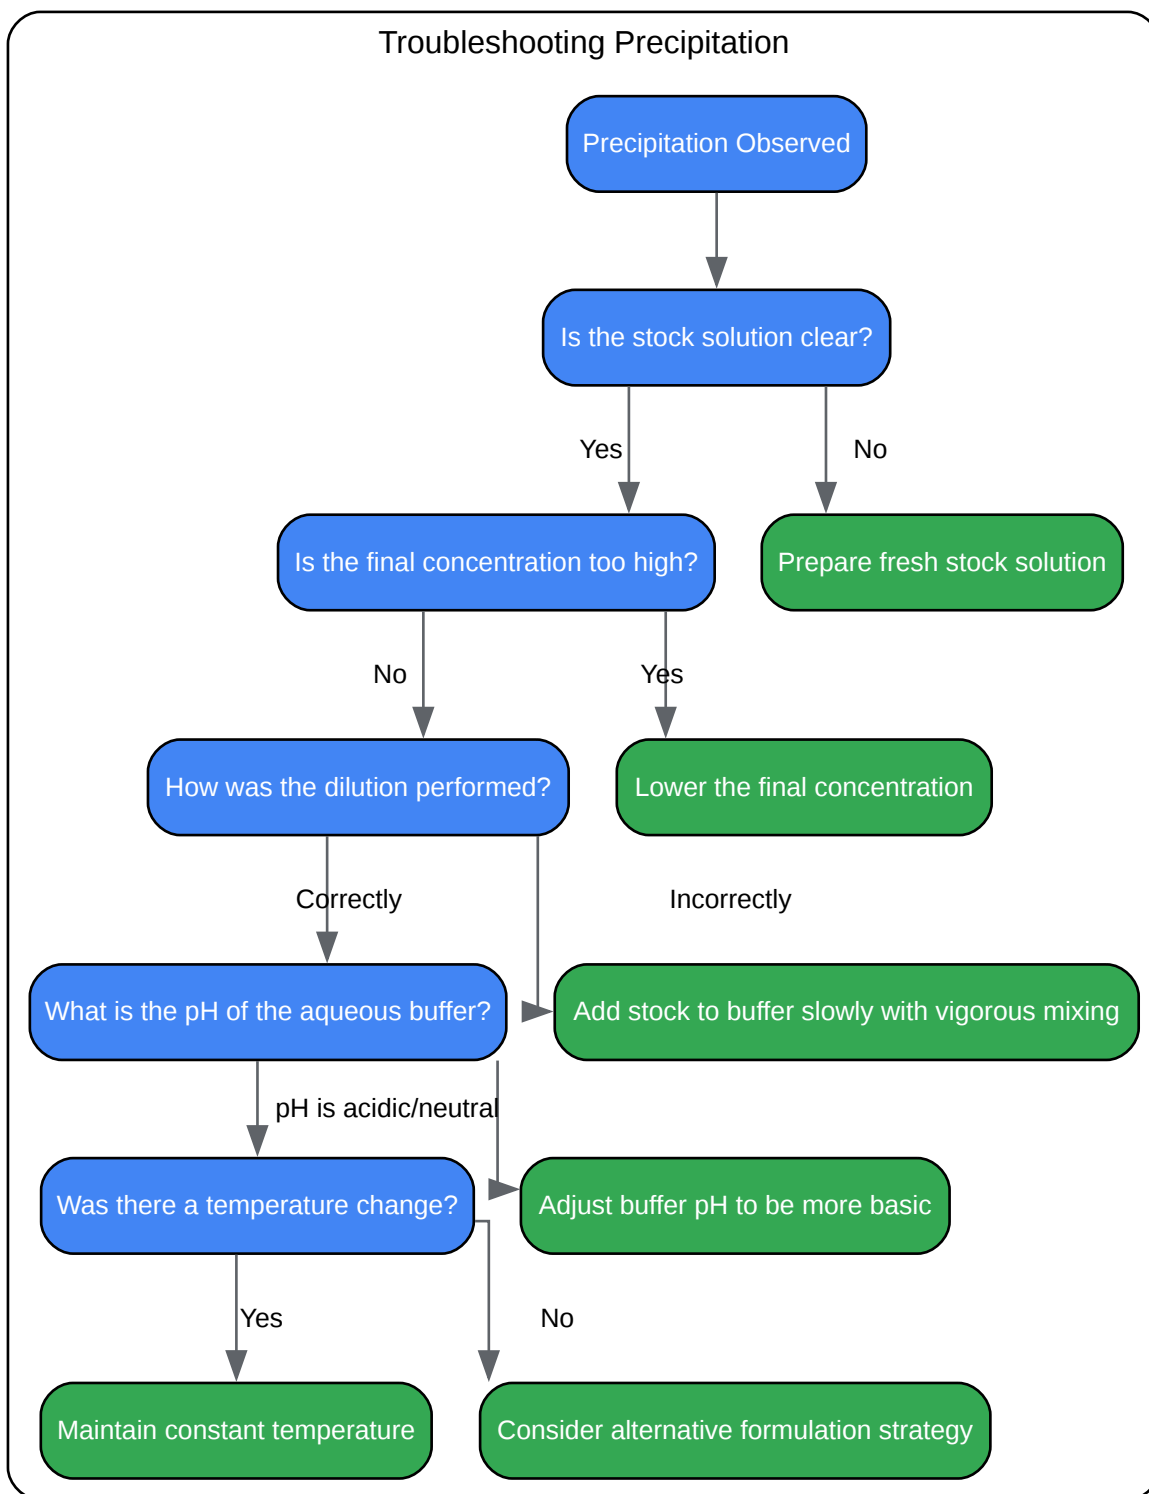 Troubleshooting Precipitation
Precipitation Observed
Is the stock solution clear?
Yes
No
Is the final concentration too high?
Prepare fresh stock solution
No
Yes
How was the dilution performed?
Lower the final concentration
Correctly
Incorrectly
What is the pH of the aqueous buffer?
Add stock to buffer slowly with vigorous mixing
pH is acidic/neutral
Was there a temperature change?
Adjust buffer pH to be more basic
Yes
No
Maintain constant temperature
Consider alternative formulation strategy